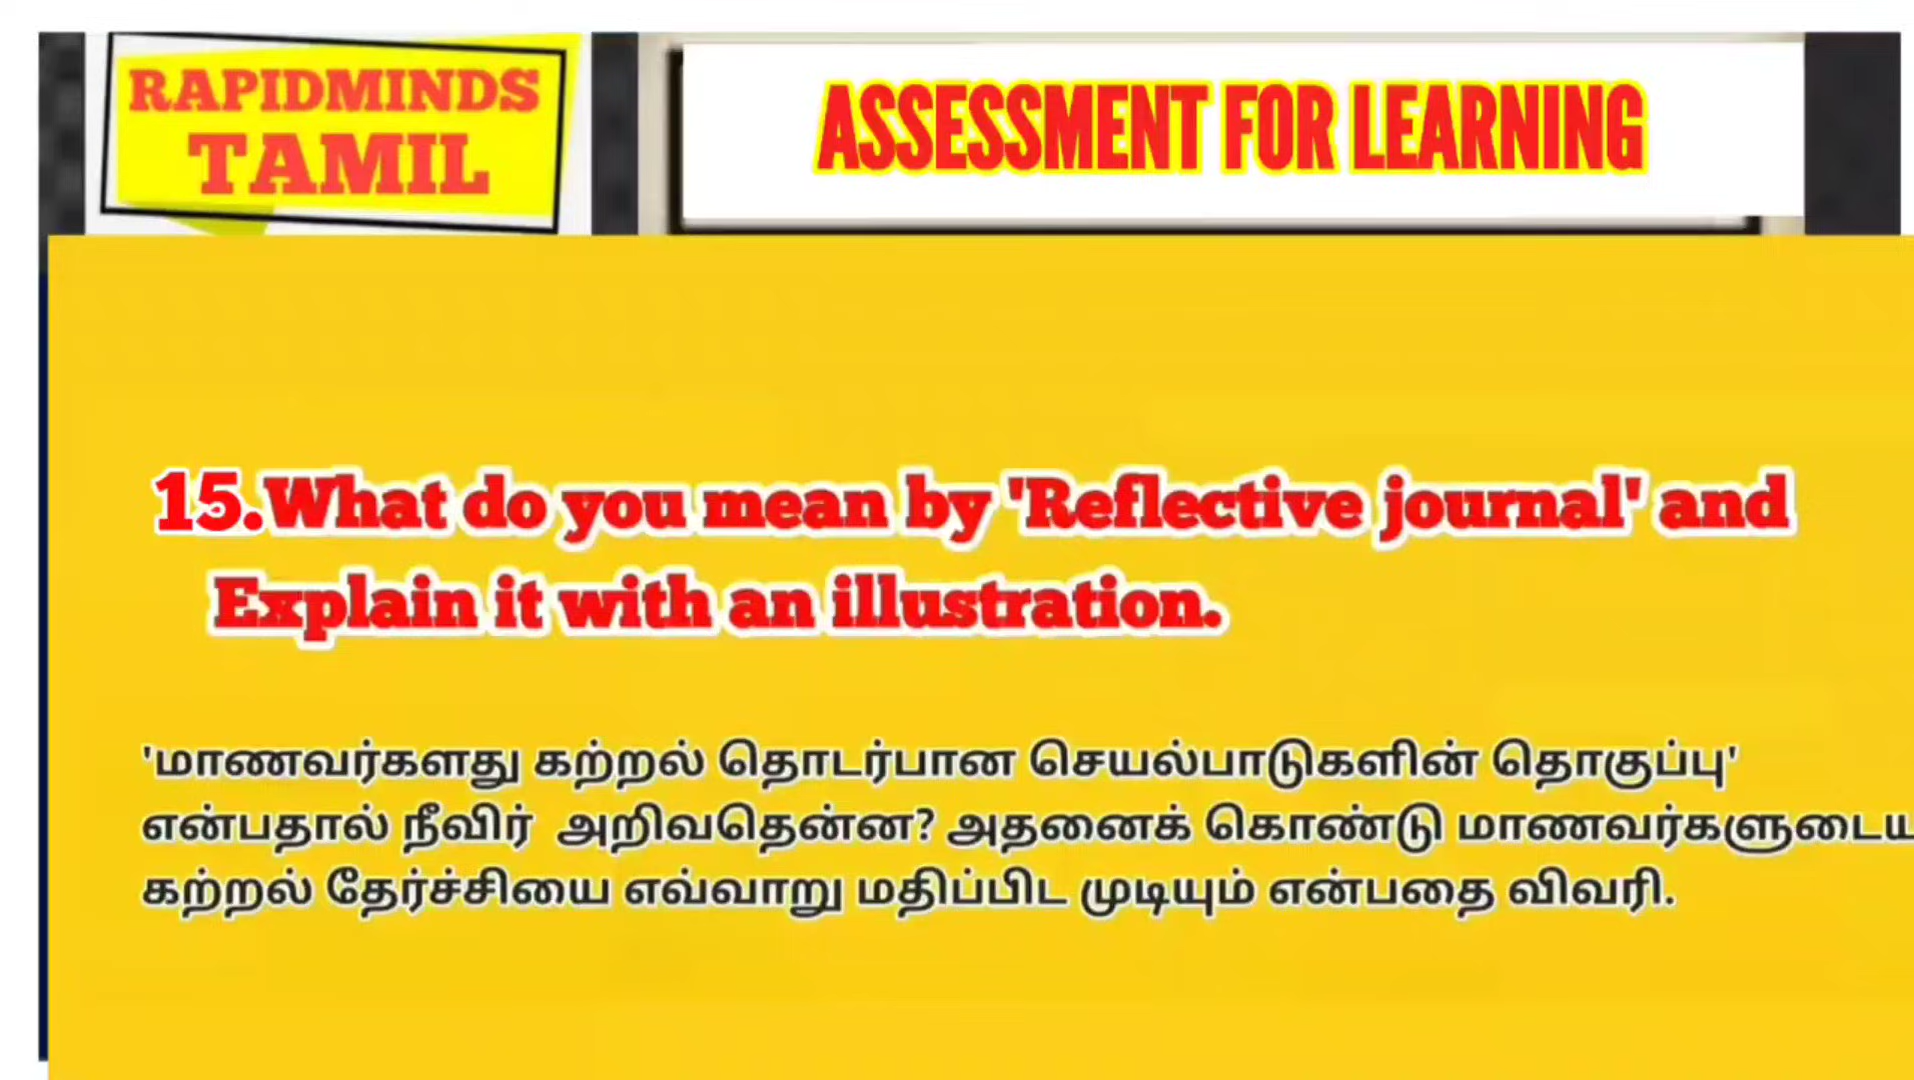 RAPIDMINDS
TAMIL
ASSESSMENT FOR LEARNING
15.What do you mean by 'Reflective journal' and
Explain it with an illustration.
'மாணவர்களது கற்றல் தொடர்பான செயல்பாடுகளின் தொகுப்பு'
என்பதால் நீவிர் அறிவதென்ன? அதனைக் கொண்டு மாணவர்களுடைய
கற்றல் தேர்ச்சியை எவ்வாறு மதிப்பிட முடியும் என்பதை விவரி.